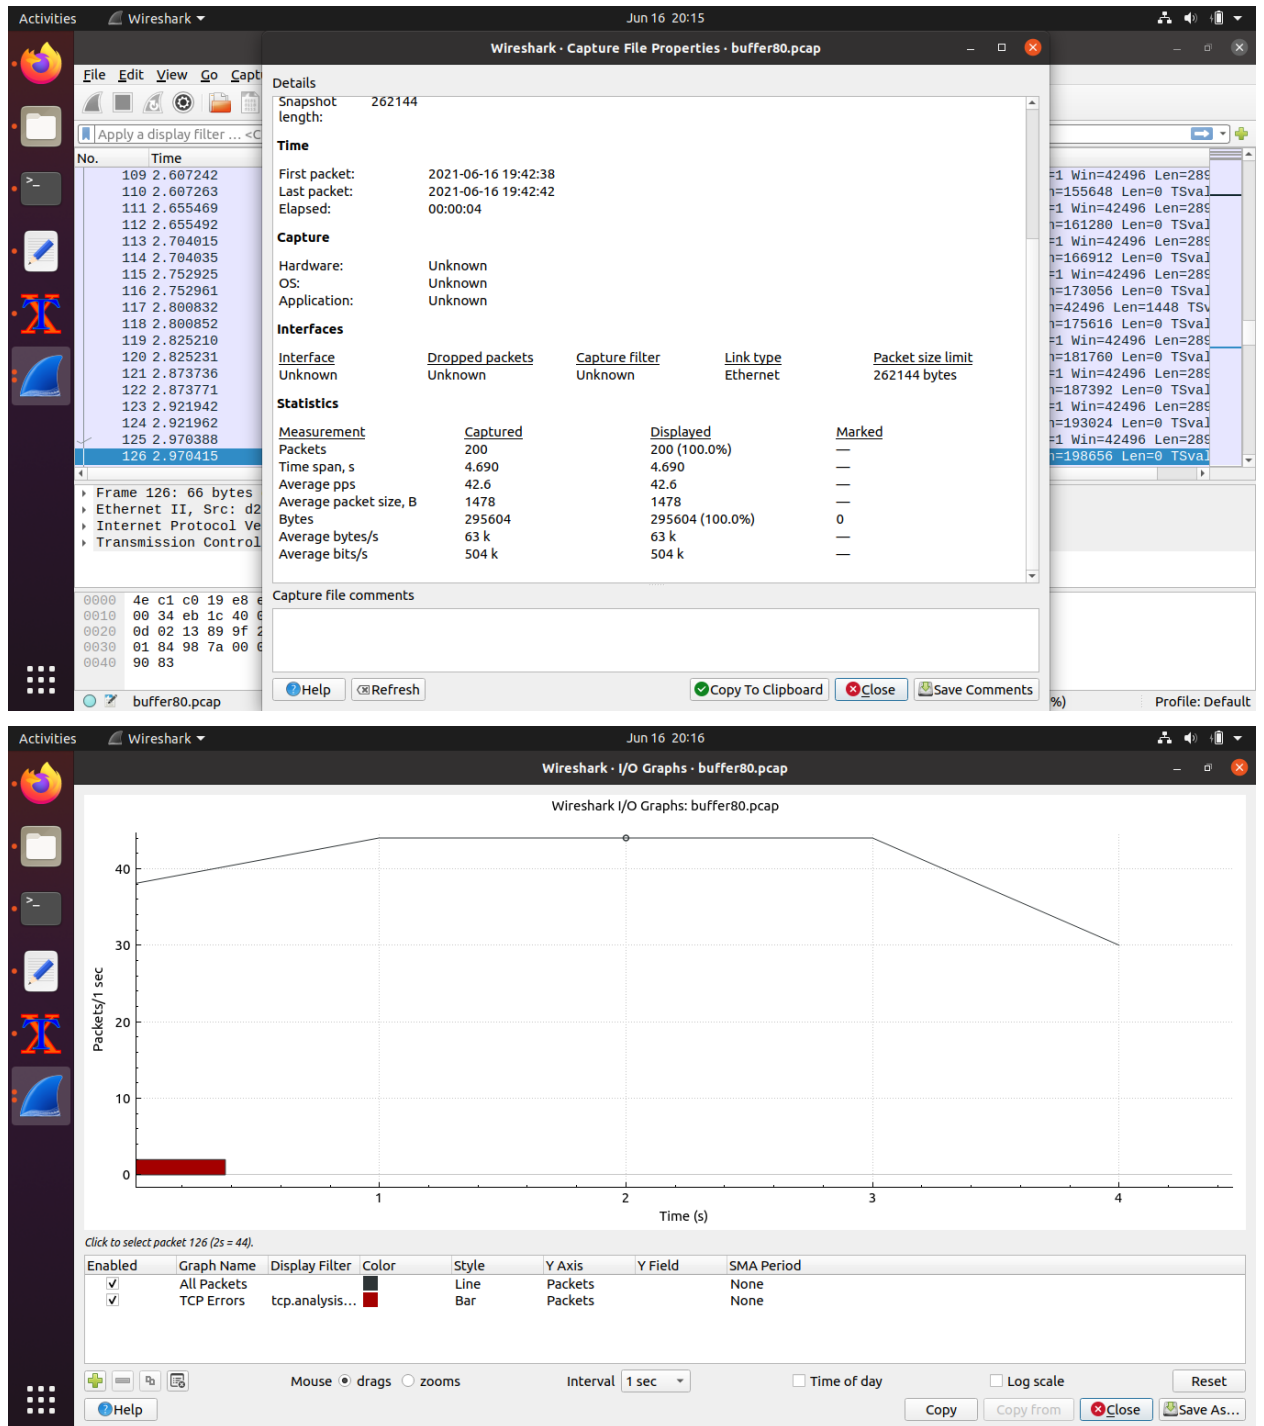 Activities Wireshark Jun 16 20:15
Wireshark · Capture File Properties · buffer80.pcap
File Edit View Go Capt
Details
Snapshot length: 262144
Apply a display filter … <C
Time
No. Time
First packet: 2021-06-16 19:42:38
Last packet: 2021-06-16 19:42:42
Elapsed: 00:00:04
Capture
Hardware: Unknown
OS: Unknown
Application: Unknown
Interfaces
Interface Dropped packets Capture filter Link type Packet size limit
Unknown Unknown Unknown Ethernet 262144 bytes
Statistics
Measurement Captured Displayed Marked
Packets 200 200 (100.0%) —
Time span, s 4.690 4.690 —
Average pps 42.6 42.6 —
Average packet size, B 1478 1478 —
Bytes 295604 295604 (100.0%) 0
Average bytes/s 63 k 63 k —
Average bits/s 504 k 504 k —
Capture file comments
Help Refresh Copy To Clipboard Close Save Comments
109 2.607242 =1 Win=42496 Len=289
110 2.607263 n=155648 Len=0 TSval
111 2.655469 =1 Win=42496 Len=289
112 2.655492 n=161280 Len=0 TSval
113 2.704015 =1 Win=42496 Len=289
114 2.704035 n=166912 Len=0 TSval
115 2.752925 =1 Win=42496 Len=289
116 2.752961 n=173056 Len=0 TSval
117 2.800832 n=42496 Len=1448 TSv
118 2.800852 n=175616 Len=0 TSval
119 2.825210 =1 Win=42496 Len=289
120 2.825231 n=181760 Len=0 TSval
121 2.873736 =1 Win=42496 Len=289
122 2.873771 n=187392 Len=0 TSval
123 2.921942 =1 Win=42496 Len=289
124 2.921962 n=193024 Len=0 TSval
125 2.970388 =1 Win=42496 Len=289
126 2.970415 n=198656 Len=0 TSval
Frame 126: 66 bytes
Ethernet II, Src: d2
Internet Protocol Ve
Transmission Control
0000 4e c1 c0 19 e8
0010 00 34 eb 1c 40
0020 0d 02 13 89 9f
0030 01 84 98 7a 00
0040 90 83
buffer80.pcap %) Profile: Default
Activities Wireshark Jun 16 20:16
Wireshark · I/O Graphs · buffer80.pcap
Wireshark I/O Graphs: buffer80.pcap
40
30
20
10
0
Packets/1 sec
1 2 3 4
Time (s)
Click to select packet 126 (2s = 44).
Enabled Graph Name Display Filter Color Style Y Axis Y Field SMA Period
All Packets Line Packets None
TCP Errors tcp.analysis… Bar Packets None
Mouse drags zooms Interval 1 sec Time of day Log scale Reset
Help Copy Copy from Close Save As…